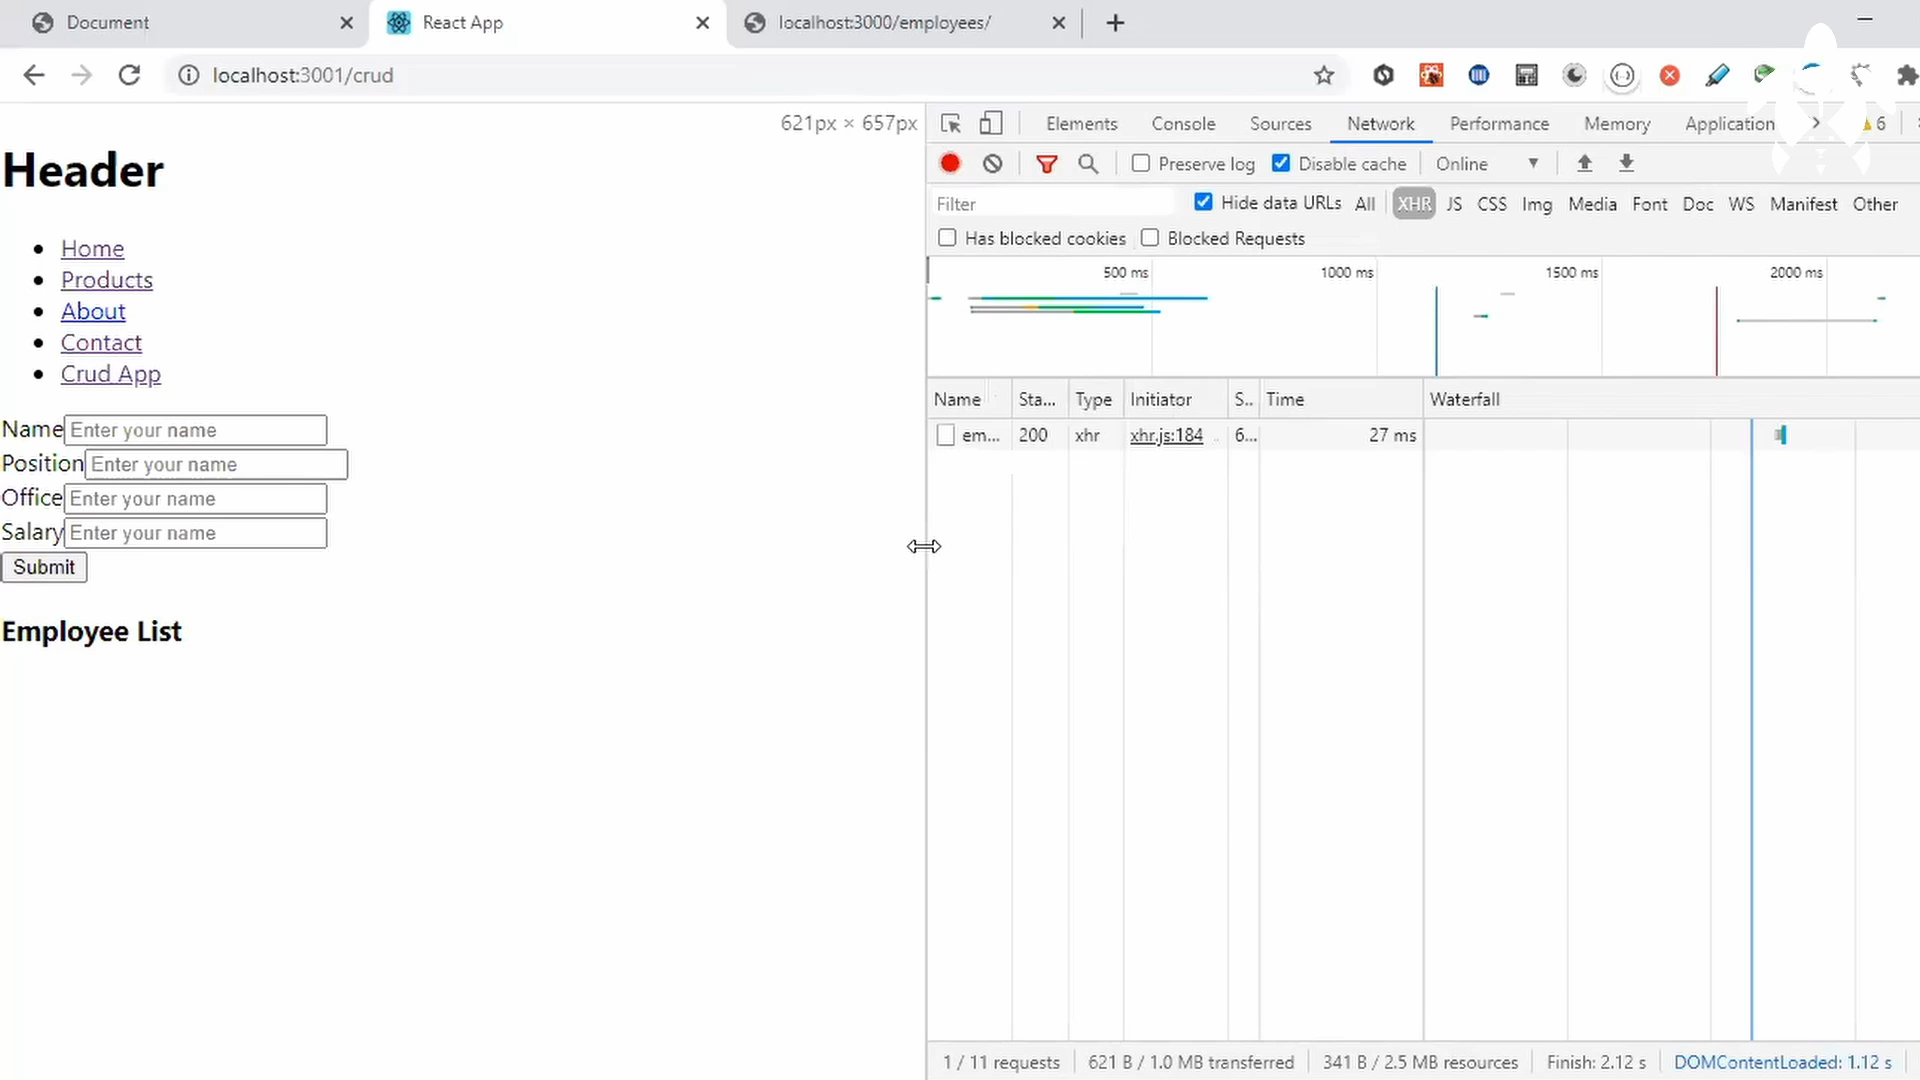 Document
React App
localhost:3000/employees/
localhost:3001/crud
621px × 657px
Header
Home
Products
About
Contact
Crud App
Name Enter your name
Position Enter your name
Office Enter your name
Salary Enter your name
Submit
Employee List
Elements Console Sources Network Performance Memory Application 6
Preserve log Disable cache Online
Filter Hide data URLs All XHR JS CSS Img Media Font Doc WS Manifest Other
Has blocked cookies Blocked Requests
500 ms 1000 ms 1500 ms 2000 ms
Name Sta... Type Initiator S.. Time Waterfall
em... 200 xhr xhr.js:184 6... 27 ms
1 / 11 requests 621 B / 1.0 MB transferred 341 B / 2.5 MB resources Finish: 2.12 s DOMContentLoaded: 1.12 s